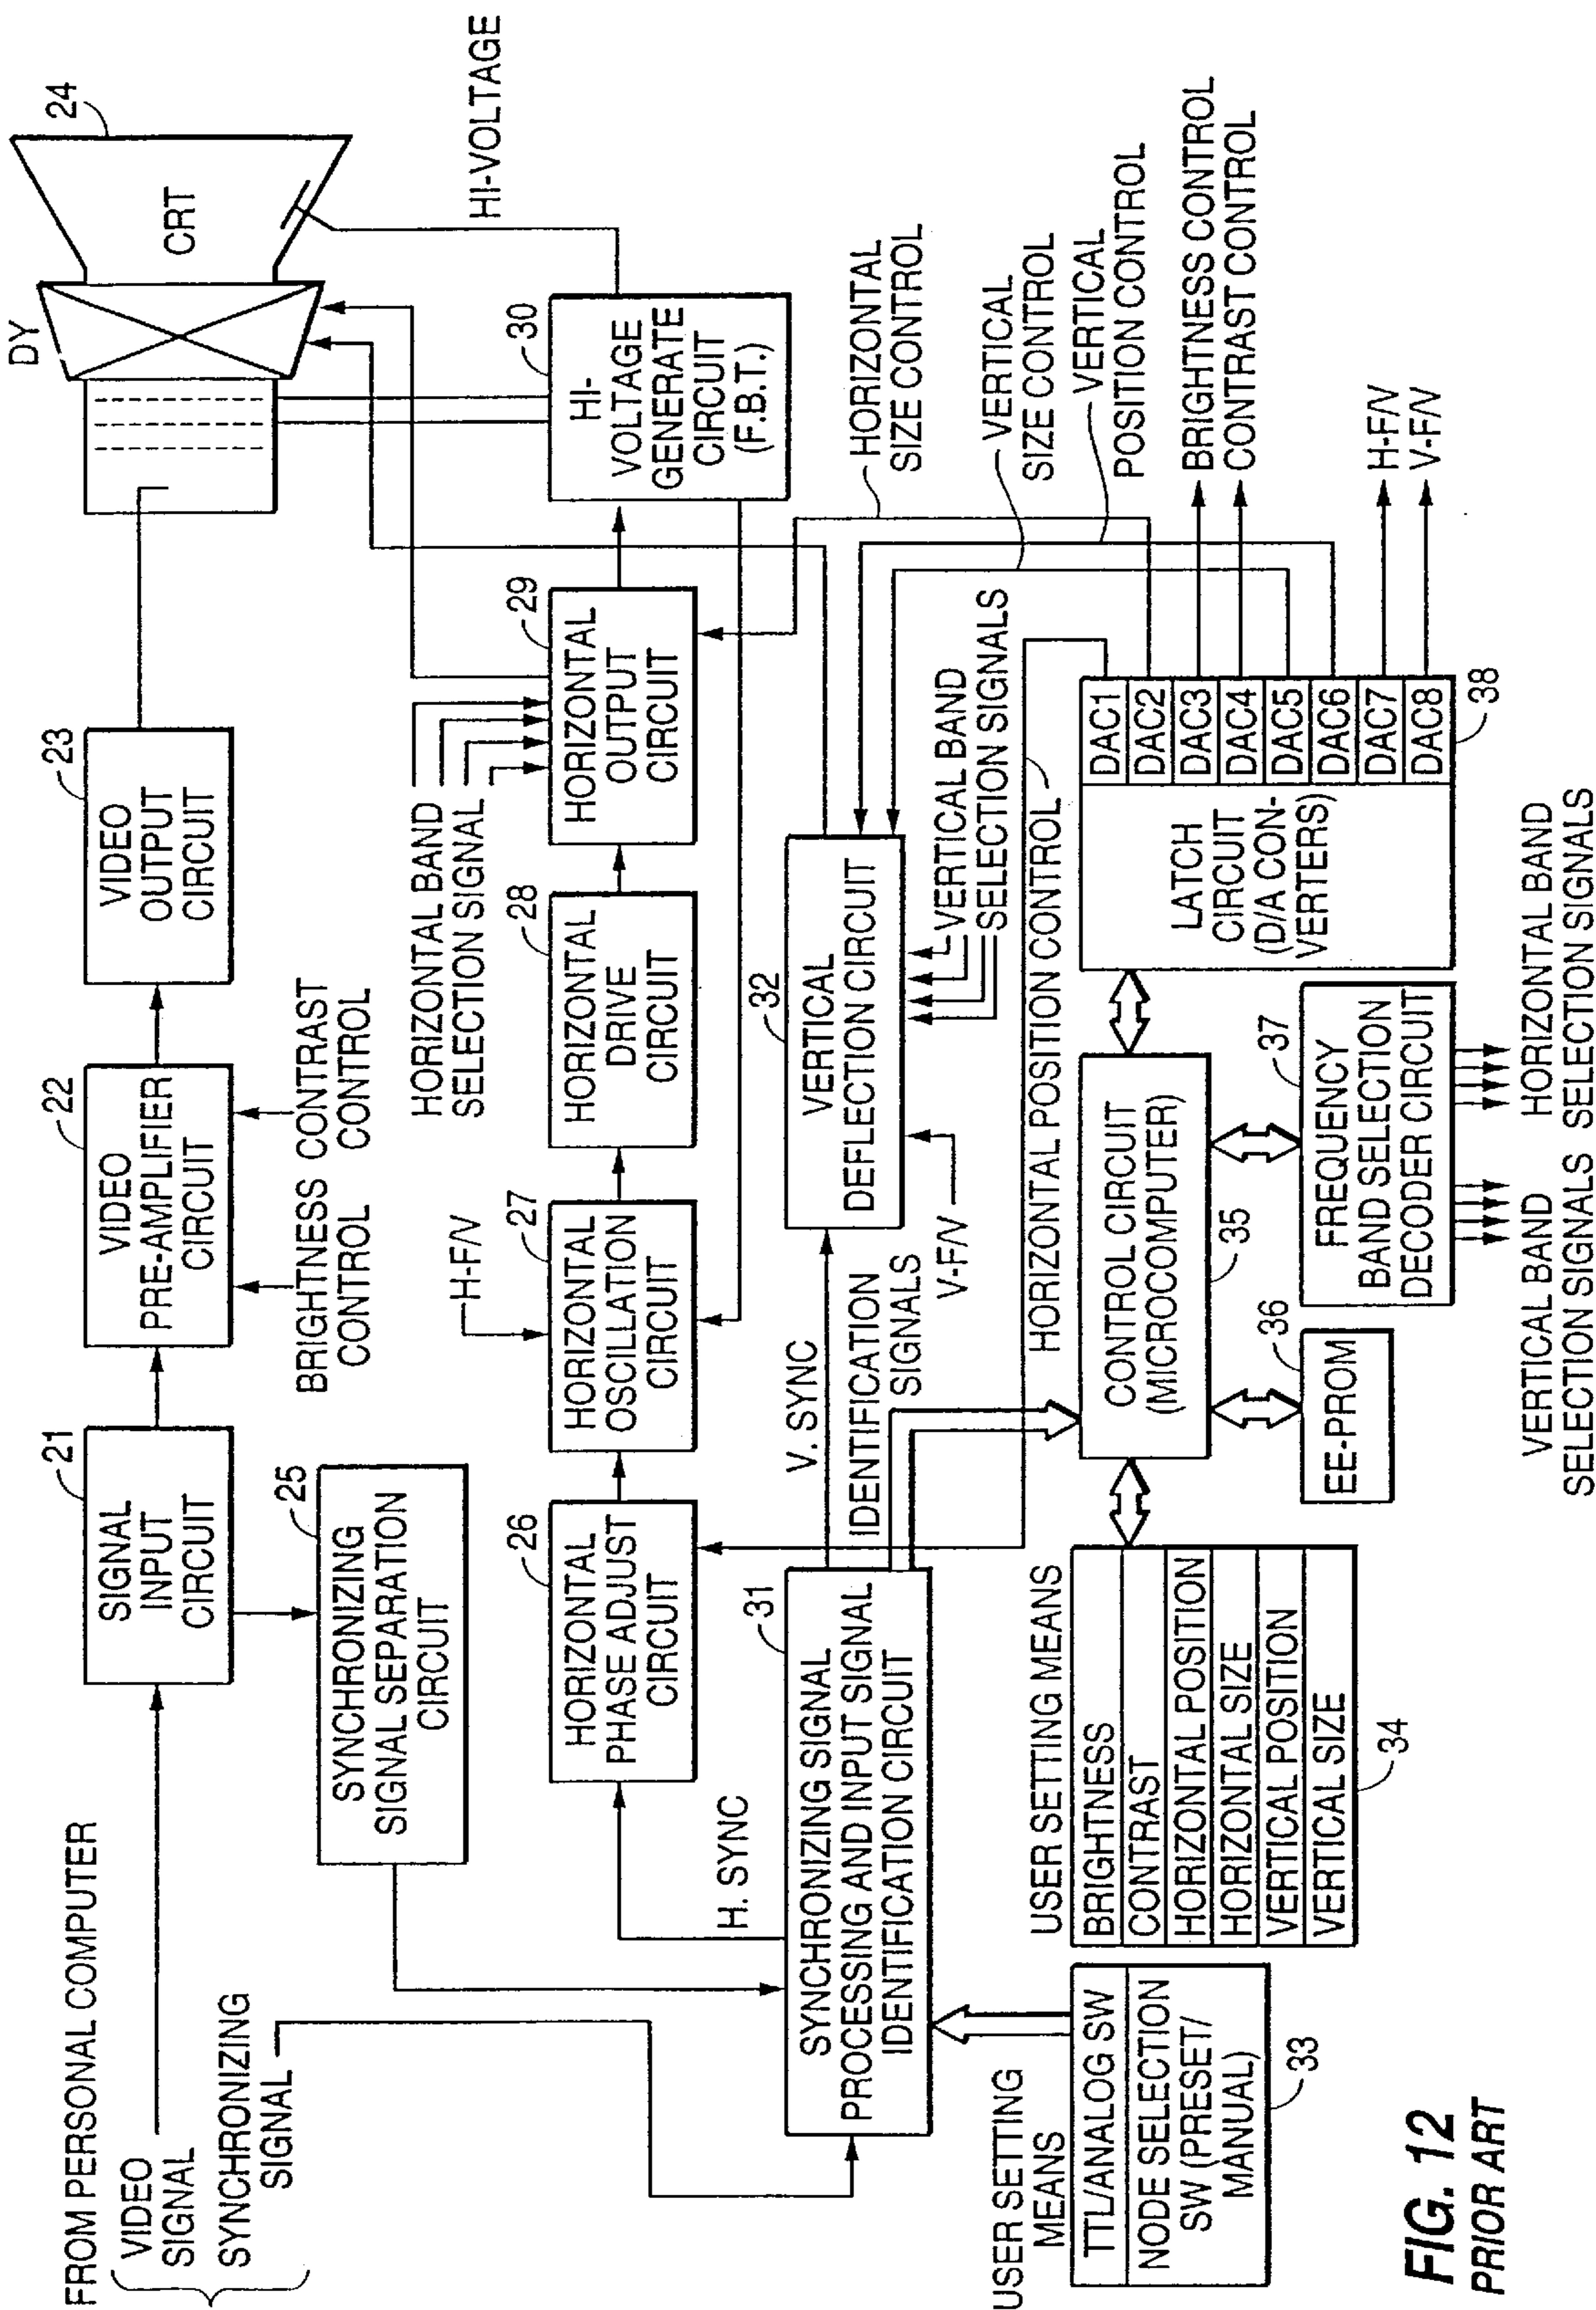 FROM PERSONAL COMPUTER
VIDEO
SIGNAL
SYNCHRONIZING
SIGNAL
21
SIGNAL
INPUT
CIRCUIT
22
VIDEO
PRE-AMPLIFIER
CIRCUIT
BRIGHTNESS
CONTROL
CONTRAST
CONTROL
23
VIDEO
OUTPUT
CIRCUIT
DY
CRT
24
HI-VOLTAGE
25
SYNCHRONIZING
SIGNAL SEPARATION
CIRCUIT
H. SYNC
26
HORIZONTAL
PHASE ADJUST
CIRCUIT
H-F/V
27
HORIZONTAL
OSCILLATION
CIRCUIT
28
HORIZONTAL
DRIVE
CIRCUIT
HORIZONTAL BAND
SELECTION SIGNAL
29
HORIZONTAL
OUTPUT
CIRCUIT
30
HI-
VOLTAGE
GENERATE
CIRCUIT
(F.B.T.)
31
SYNCHRONIZING SIGNAL
PROCESSING AND INPUT SIGNAL
IDENTIFICATION CIRCUIT
V. SYNC
IDENTIFICATION
SIGNALS
V-F/V
32
VERTICAL
DEFLECTION CIRCUIT
VERTICAL BAND
SELECTION SIGNALS
HORIZONTAL
SIZE CONTROL
VERTICAL
SIZE CONTROL
VERTICAL
POSITION CONTROL
HORIZONTAL POSITION CONTROL
USER SETTING
MEANS
TTL/ANALOG SW
NODE SELECTION
SW (PRESET/
MANUAL)
33
USER SETTING MEANS
BRIGHTNESS
CONTRAST
HORIZONTAL POSITION
HORIZONTAL SIZE
VERTICAL POSITION
VERTICAL SIZE
34
CONTROL CIRCUIT
(MICROCOMPUTER)
35
36
EE-PROM
37
FREQUENCY
BAND SELECTION
DECODER CIRCUIT
VERTICAL BAND
SELECTION SIGNALS
HORIZONTAL BAND
SELECTION SIGNALS
LATCH
CIRCUIT
(D/A CON-
VERTERS)
DAC1
DAC2
DAC3
DAC4
DAC5
DAC6
DAC7
DAC8
38
BRIGHTNESS CONTROL
CONTRAST CONTROL
H-F/V
V-F/V
FIG. 12
PRIOR ART